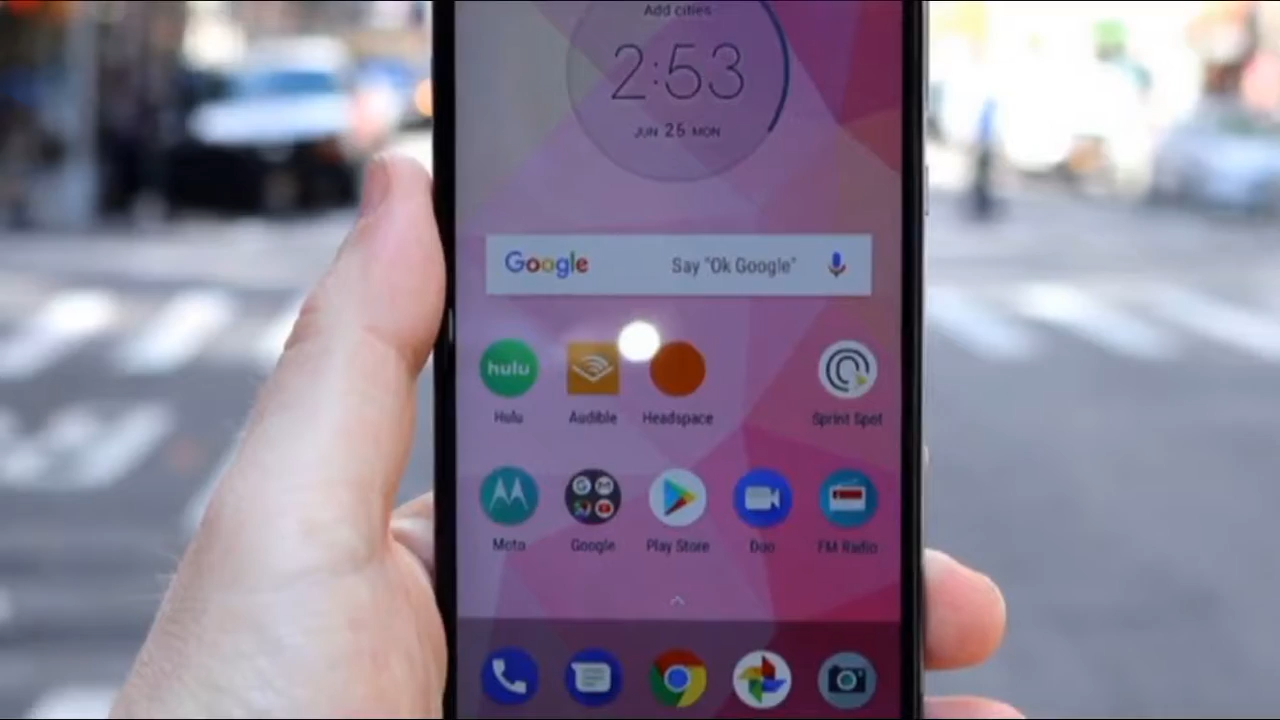 Add cities
2:53
JUN 25 MON
Google Say "Ok Google"
hulu
Hulu Audible Headspace Sprint Spot
Moto Google Play Store Duo FM Radio